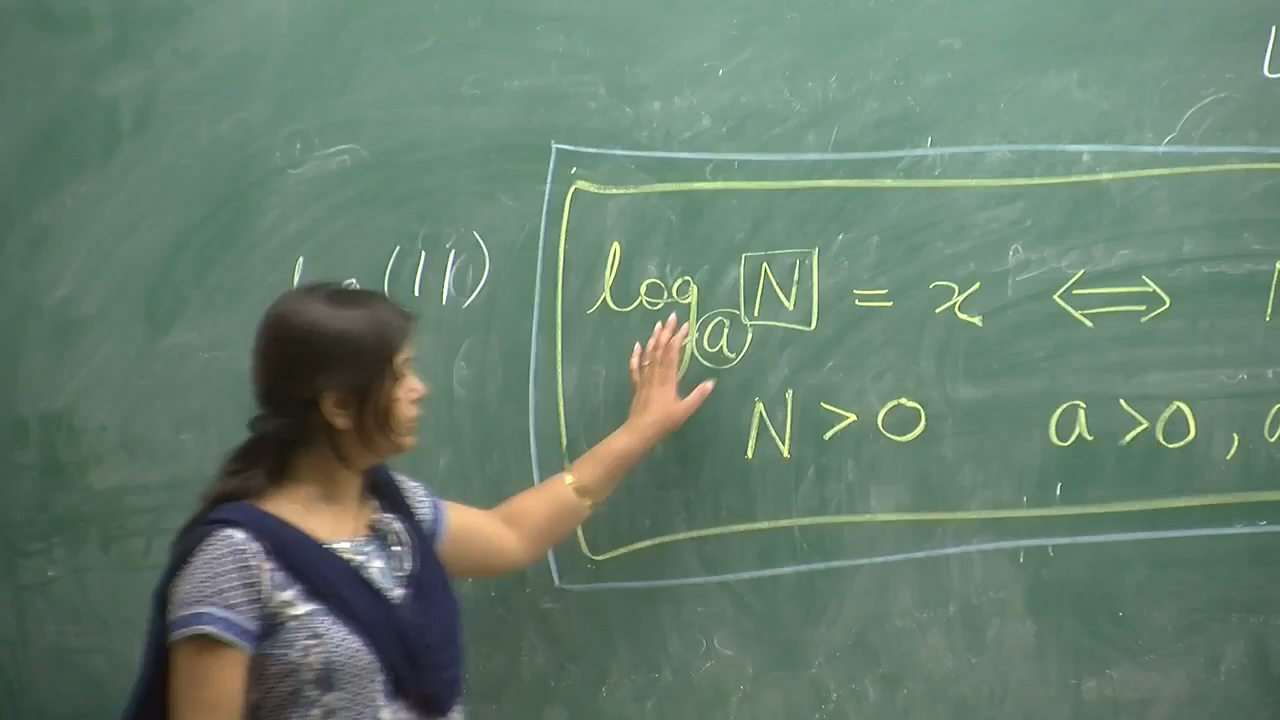 (11)
log_a N = x ⟺ N
N > 0 a > 0, a